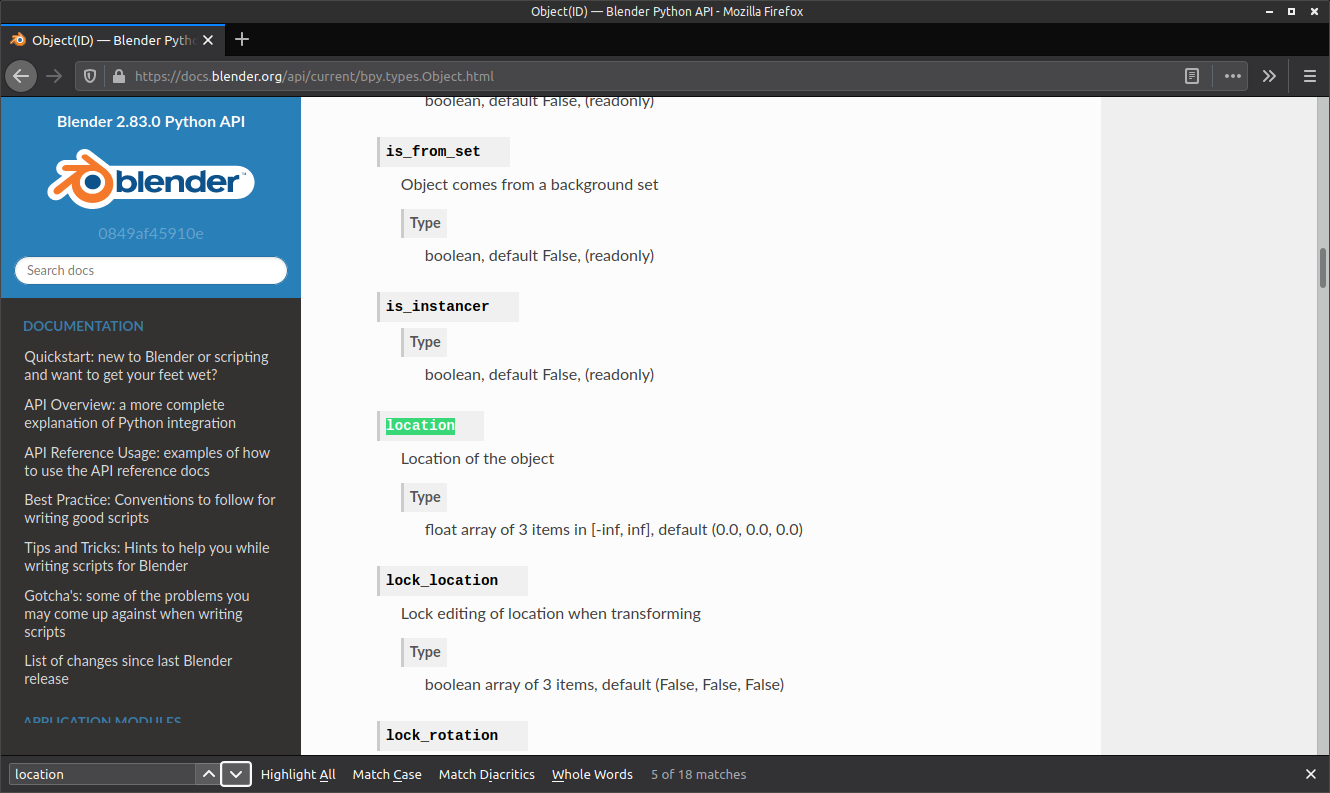 Object(ID) — Blender Python API - Mozilla Firefox
Object(ID) — Blender Pytho
https://docs.blender.org/api/current/bpy.types.Object.html
Blender 2.83.0 Python API
blender™
0849af45910e
Search docs
DOCUMENTATION
Quickstart: new to Blender or scripting
and want to get your feet wet?
API Overview: a more complete
explanation of Python integration
API Reference Usage: examples of how
to use the API reference docs
Best Practice: Conventions to follow for
writing good scripts
Tips and Tricks: Hints to help you while
writing scripts for Blender
Gotcha's: some of the problems you
may come up against when writing
scripts
List of changes since last Blender
release
APPLICATION MODULES
boolean, default False, (readonly)
is_from_set
Object comes from a background set
Type
boolean, default False, (readonly)
is_instancer
Type
boolean, default False, (readonly)
location
Location of the object
Type
float array of 3 items in [-inf, inf], default (0.0, 0.0, 0.0)
lock_location
Lock editing of location when transforming
Type
boolean array of 3 items, default (False, False, False)
lock_rotation
location Highlight All Match Case Match Diacritics Whole Words 5 of 18 matches